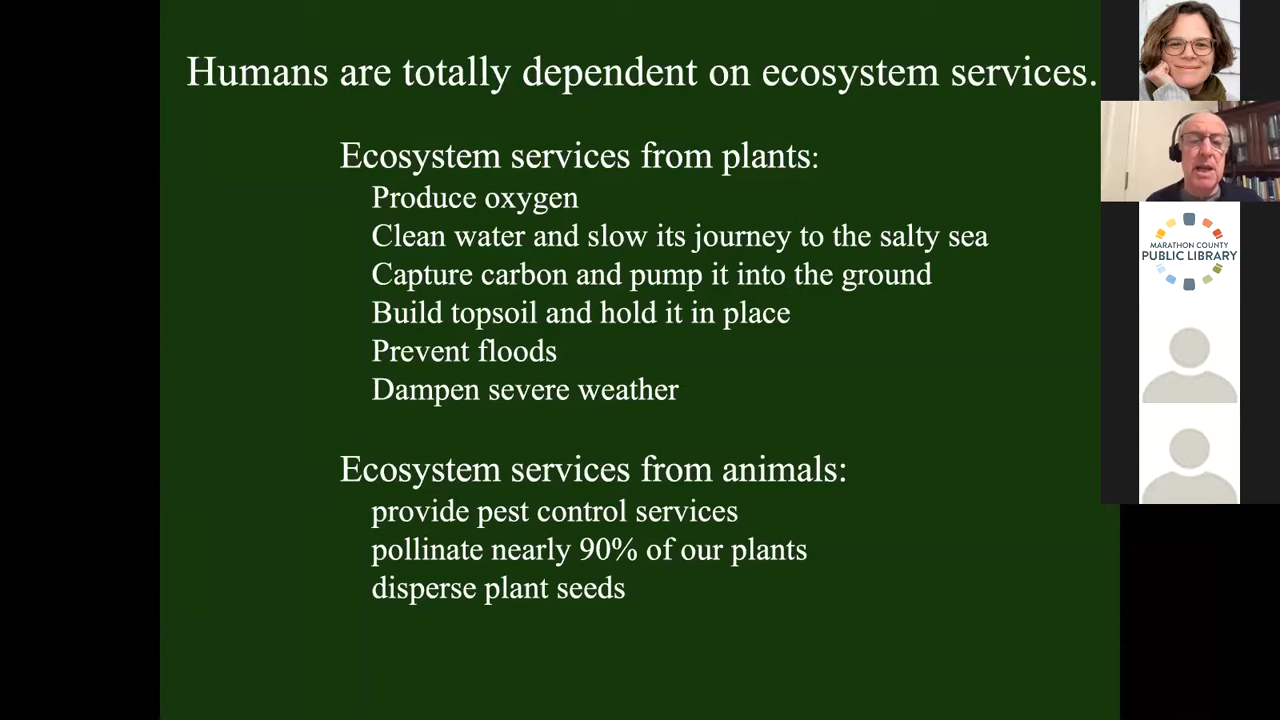 Humans are totally dependent on ecosystem services.
Ecosystem services from plants:
Produce oxygen
Clean water and slow its journey to the salty sea
Capture carbon and pump it into the ground
Build topsoil and hold it in place
Prevent floods
Dampen severe weather
Ecosystem services from animals:
provide pest control services
pollinate nearly 90% of our plants
disperse plant seeds
MARATHON COUNTY
PUBLIC LIBRARY